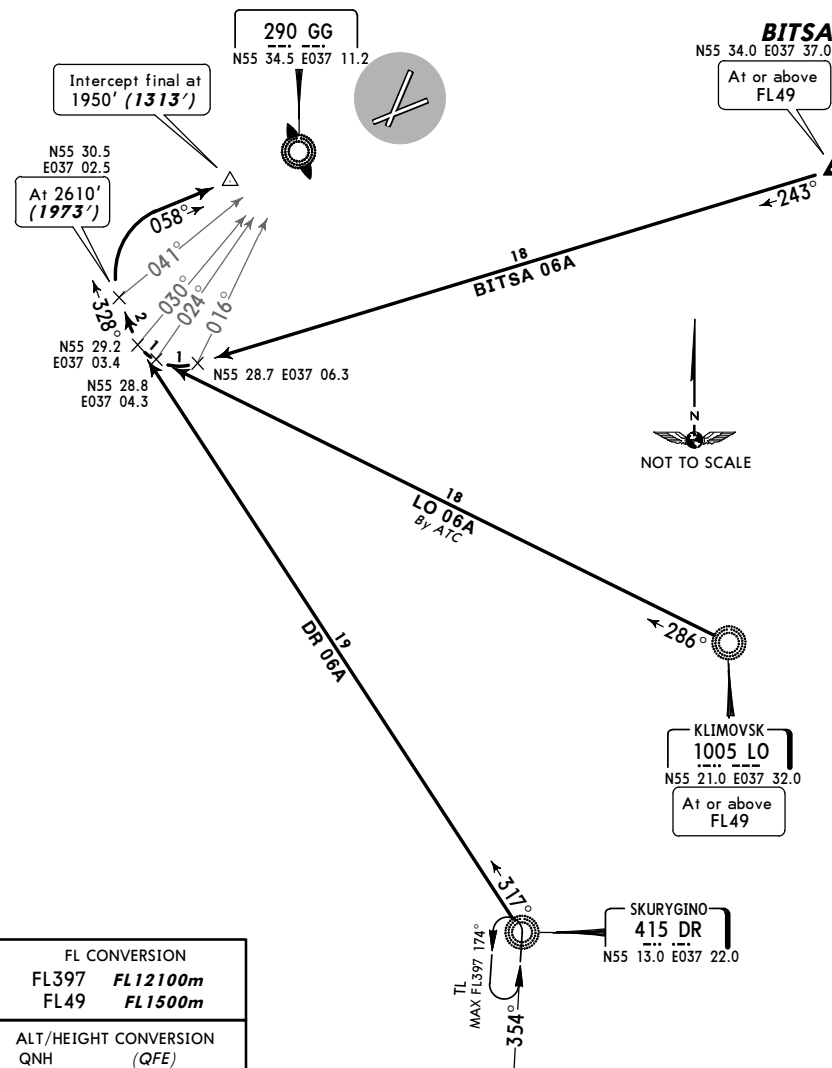 290 GG
N55 34.5 E037 11.2
BITSA
N55 34.0 E037 37.0
At or above
FL49
Intercept final at
1950' (1313')
N55 30.5
E037 02.5
At 2610'
(1973')
058°
041°
030°
024°
016°
328°
2
1
1
243°
18
BITSA 06A
N55 29.2
E037 03.4
N55 28.8
E037 04.3
N55 28.7 E037 06.3
N
NOT TO SCALE
18
LO 06A
By ATC
286°
19
DR 06A
KLIMOVSK
1005 LO
N55 21.0 E037 32.0
At or above
FL49
317°
SKURYGINO
415 DR
N55 13.0 E037 22.0
TL
MAX FL397 174°
354°
FL CONVERSION
FL397 FL12100m
FL49 FL1500m
ALT/HEIGHT CONVERSION
QNH (QFE)